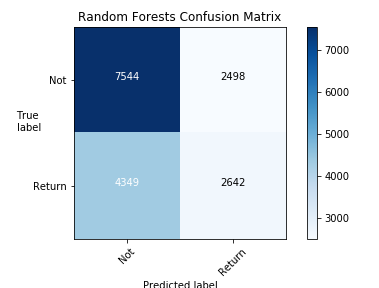 Random Forests Confusion Matrix
Not
7544
2498
7000
6000
True
label
5000
4000
Return
4349
2642
3000
Not
Return
Predicted label